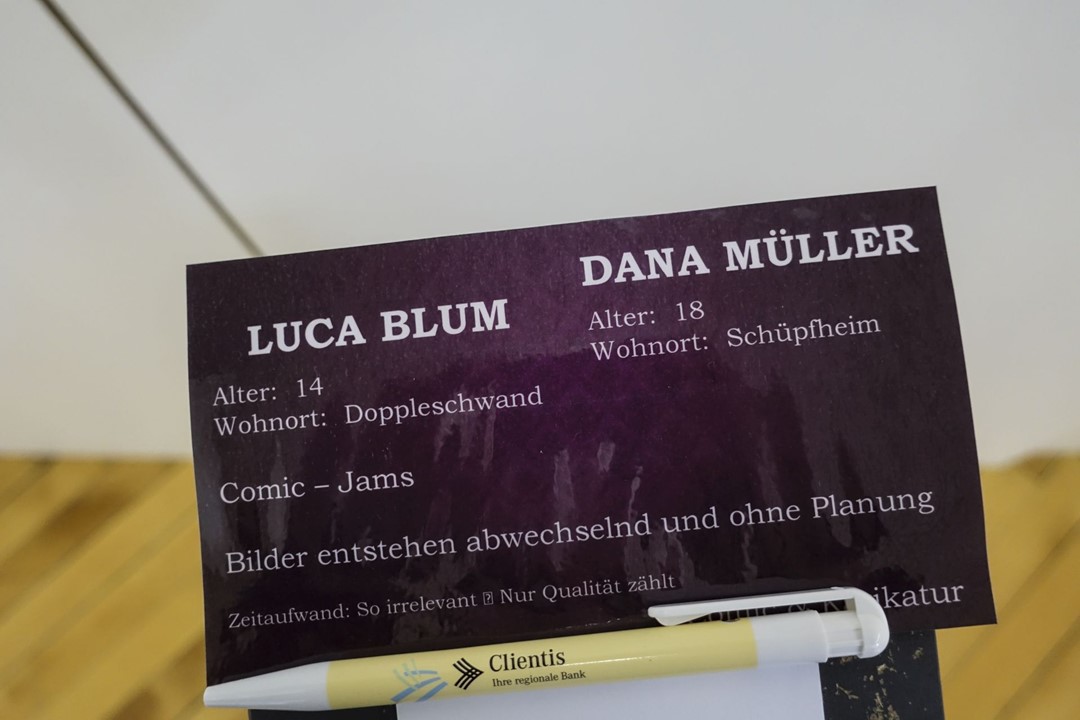 LUCA BLUM
Alter: 14
Wohnort: Doppleschwand
DANA MÜLLER
Alter: 18
Wohnort: Schüpfheim
Comic – Jams
Bilder entstehen abwechselnd und ohne Planung
Zeitaufwand: So irrelevant Nur Qualität zählt
Clientis
Ihre regionale Bank